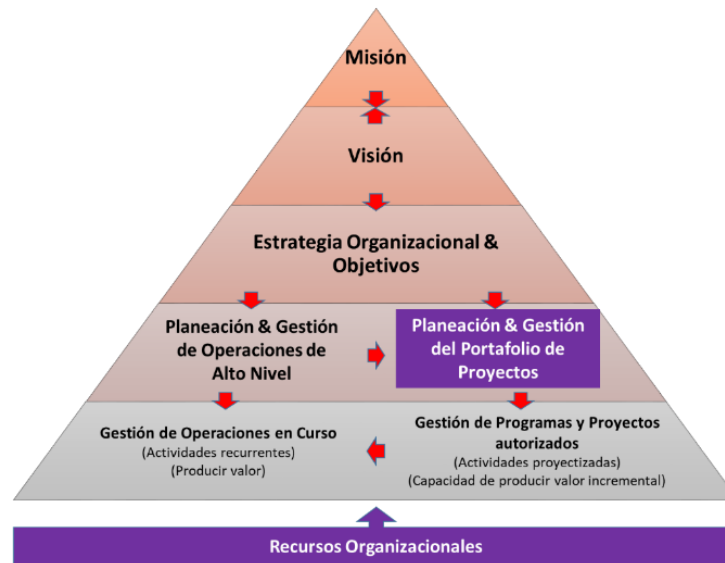 Misión
Visión
Estrategia Organizacional &
Objetivos
Planeación & Gestión
de Operaciones de
Alto Nivel
Planeación & Gestión
del Portafolio de
Proyectos
Gestión de Operaciones en Curso
(Actividades recurrentes)
(Producir valor)
Gestión de Programas y Proyectos
autorizados
(Actividades proyectizadas)
(Capacidad de producir valor incremental)
Recursos Organizacionales